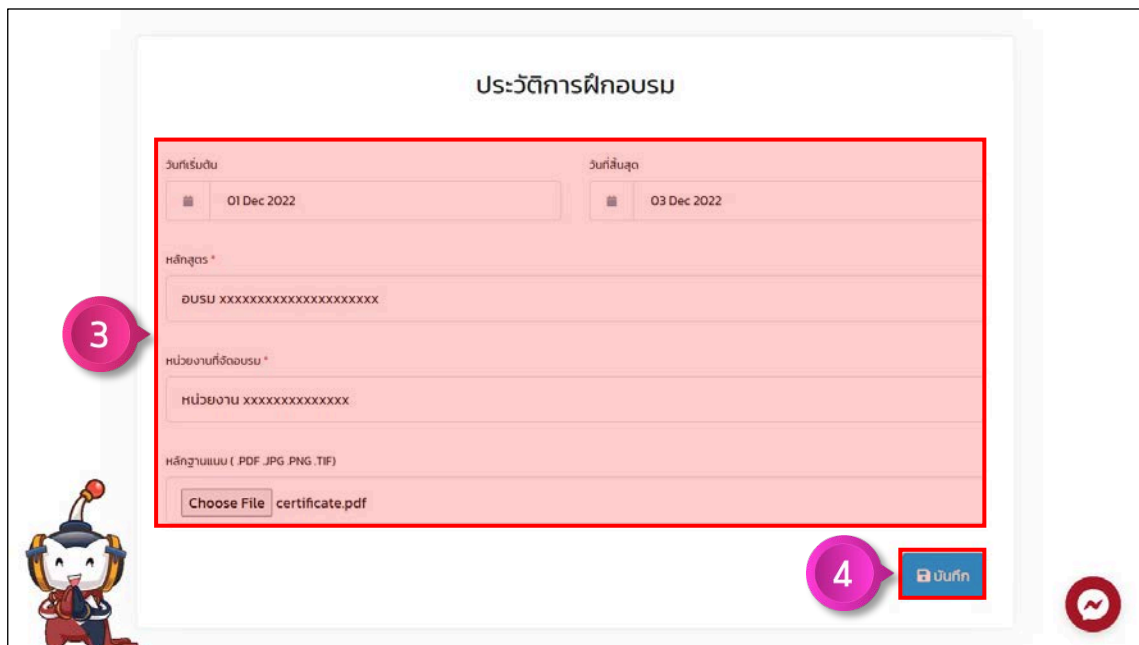 ประวัติการฝึกอบรม
วันที่เริ่มต้น วันที่สิ้นสุด
01 Dec 2022 03 Dec 2022
หลักสูตร *
อบรม xxxxxxxxxxxxxxxxxxxxx
3
หน่วยงานที่จัดอบรม *
หน่วยงาน xxxxxxxxxxxxxx
หลักฐานแนบ ( .PDF .JPG .PNG .TIF)
Choose File certificate.pdf
4 บันทึก